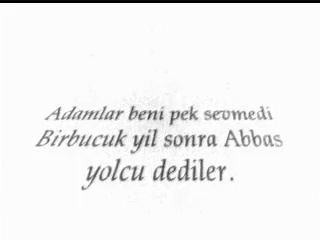 Adamlar beni pek sevmedi
Birbucuk yil sonra Abbas
yolcu dediler.